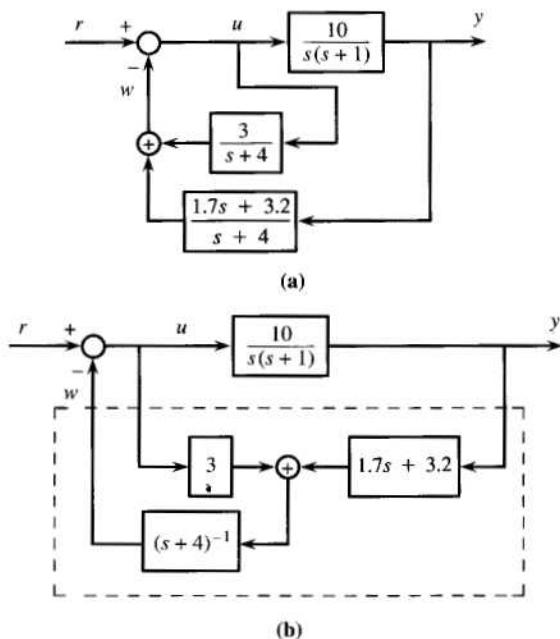 r + u 10 y
s(s + 1)
−
w
3
+ s + 4
1.7s + 3.2
s + 4
(a)
r + u 10 y
s(s + 1)
−
w
3 + 1.7s + 3.2
(s + 4)⁻¹
(b)